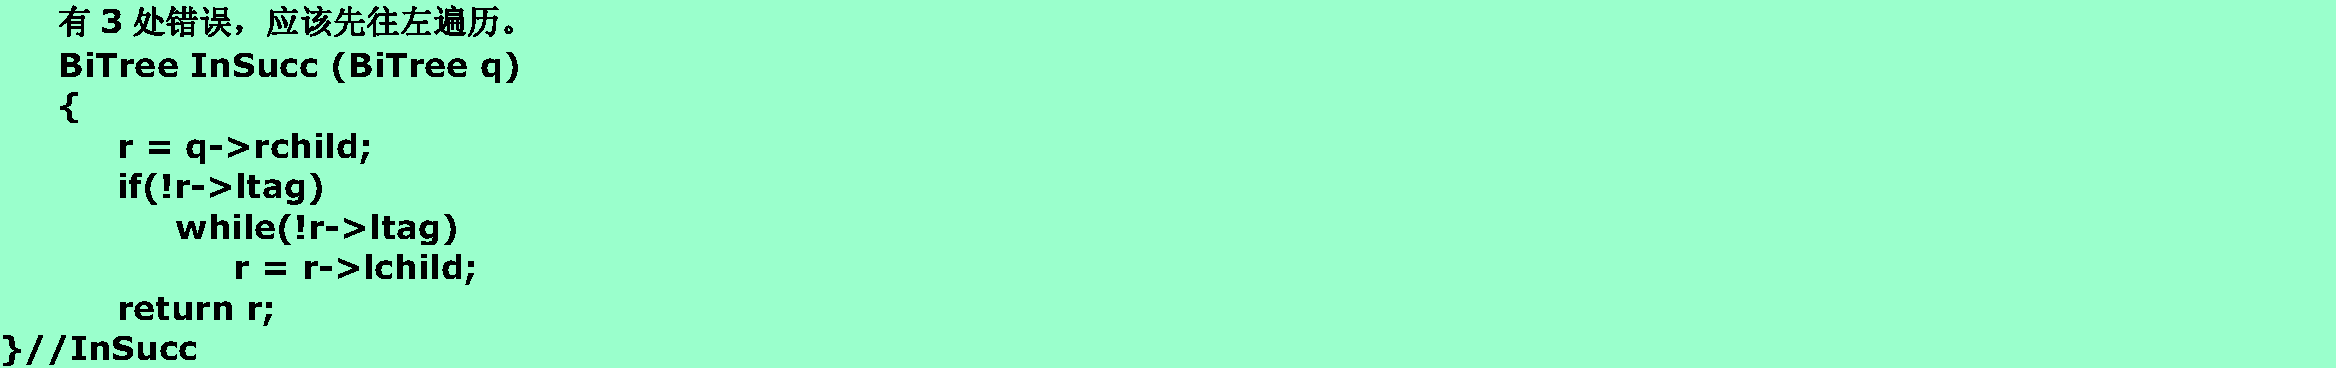 有 3 处错误，应该先往左遍历。
BiTree InSucc (BiTree q)
{
r = q->rchild;
if(!r->ltag)
while(!r->ltag)
r = r->lchild;
return r;
}//InSucc